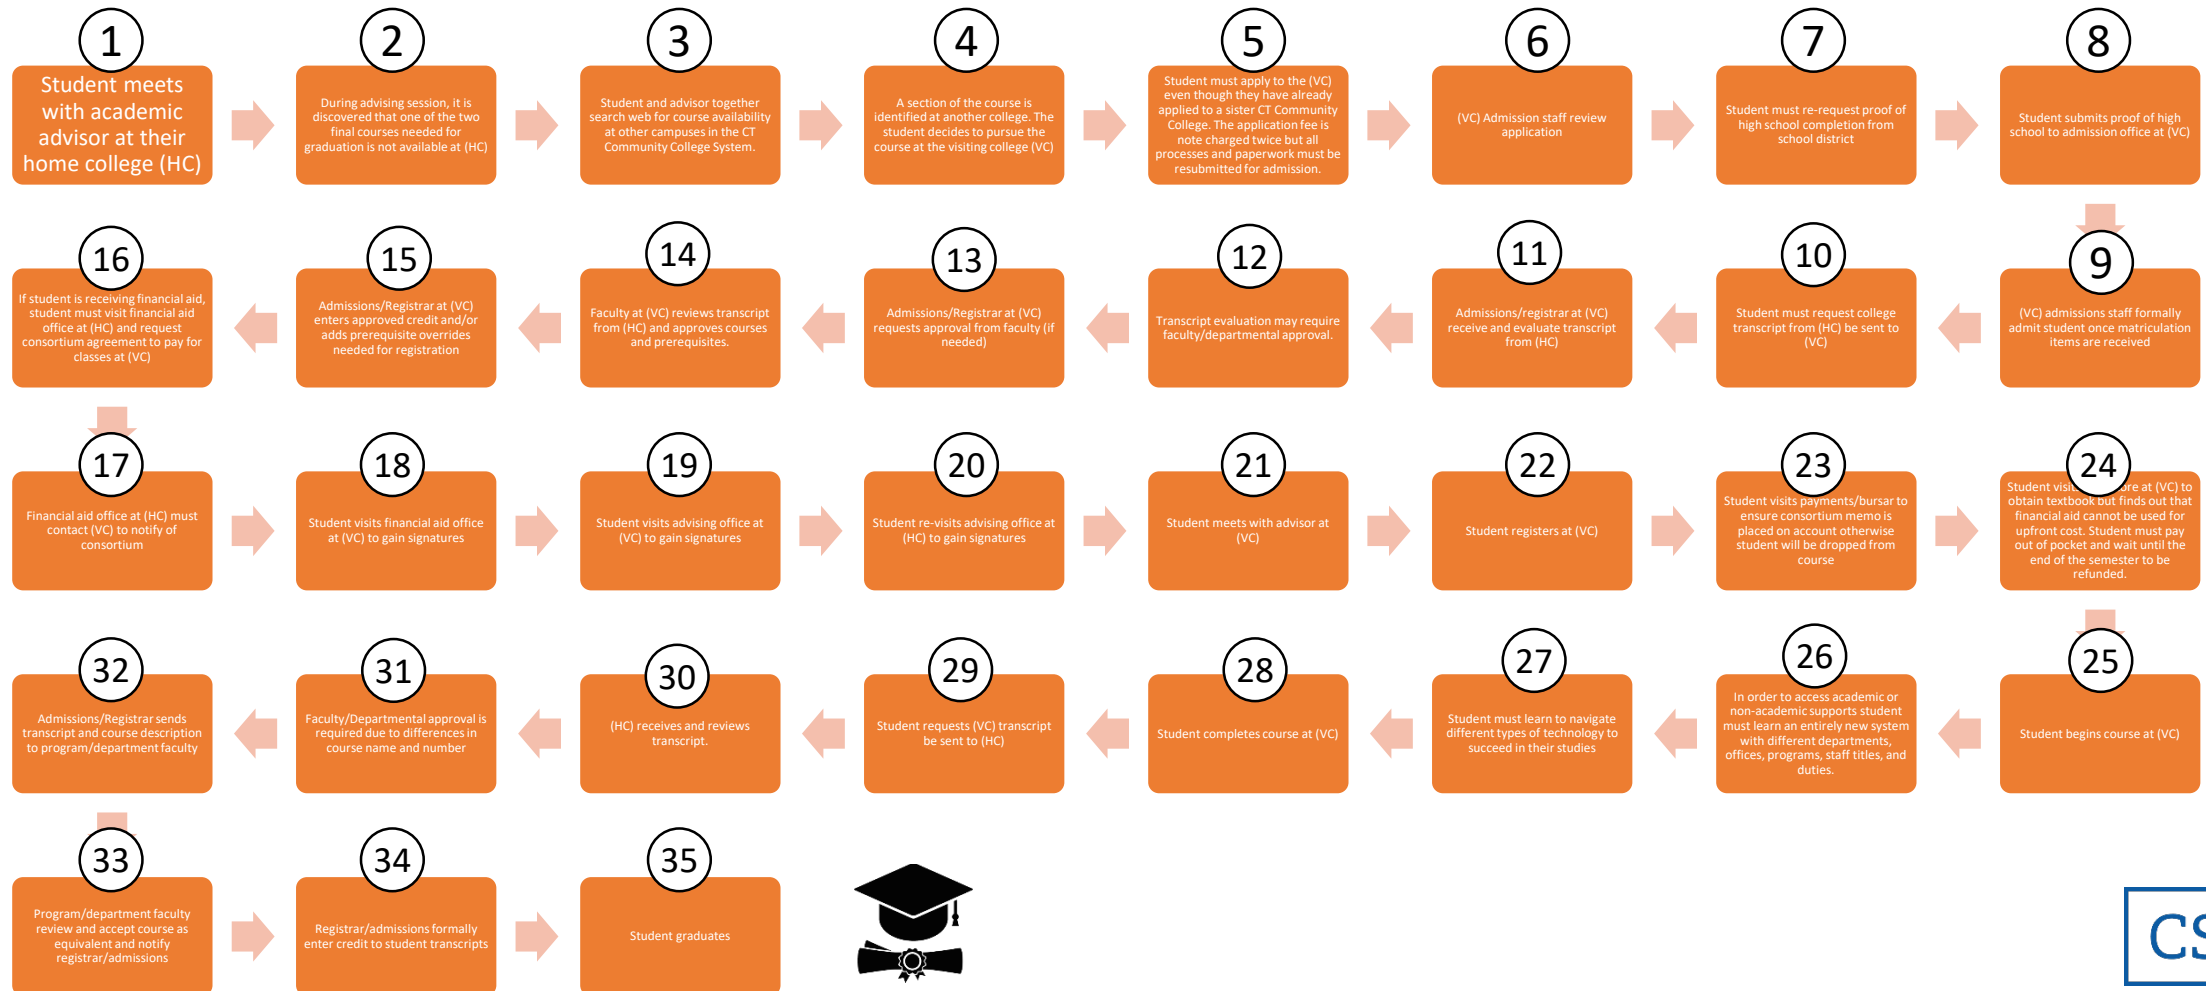 1
Student meets
with academic
advisor at their
home college (HC)
2
During advising session, it is
discovered that one of the two
final courses needed for
graduation is not available at (HC)
3
Student and advisor together
search web for course availability
at other campuses in the CT
Community College System.
4
A section of the course is
identified at another college. The
student decides to pursue the
course at the visiting college (VC)
5
Student must apply to the (VC)
even though they have already
applied to a sister CT Community
College. The application fee is
note charged twice but all
processes and paperwork must be
resubmitted for admission.
6
(VC) Admission staff review
application
7
Student must re-request proof of
high school completion from
school district
8
Student submits proof of high
school to admission office at (VC)
9
(VC) admissions staff formally
admit student once matriculation
items are received
10
Student must request college
transcript from (HC) be sent to
(VC)
11
Admissions/registrar at (VC)
receive and evaluate transcript
from (HC)
12
Transcript evaluation may require
faculty/departmental approval.
13
Admissions/Registrar at (VC)
requests approval from faculty (if
needed)
14
Faculty at (VC) reviews transcript
from (HC) and approves courses
and prerequisites.
15
Admissions/Registrar at (VC)
enters approved credit and/or
adds prerequisite overrides
needed for registration
16
If student is receiving financial aid,
student must visit financial aid
office at (HC) and request
consortium agreement to pay for
classes at (VC)
17
Financial aid office at (HC) must
contact (VC) to notify of
consortium
18
Student visits financial aid office
at (VC) to gain signatures
19
Student visits advising office at
(VC) to gain signatures
20
Student re-visits advising office at
(HC) to gain signatures
21
Student meets with advisor at
(VC)
22
Student registers at (VC)
23
Student visits payments/bursar to
ensure consortium memo is
placed on account otherwise
student will be dropped from
course
24
Student at (VC) to
obtain textbook but finds out that
financial aid cannot be used for
upfront cost. Student must pay
out of pocket and wait until the
end of the semester to be
refunded.
25
Student begins course at (VC)
26
In order to access academic or
non-academic supports student
must learn an entirely new system
with different departments,
offices, programs, staff titles, and
duties.
27
Student must learn to navigate
different types of technology to
succeed in their studies
28
Student completes course at (VC)
29
Student requests (VC) transcript
be sent to (HC)
30
(HC) receives and reviews
transcript.
31
Faculty/Departmental approval is
required due to differences in
course name and number
32
Admissions/Registrar sends
transcript and course description
to program/department faculty
33
Program/department faculty
review and accept course as
equivalent and notify
registrar/admissions
34
Registrar/admissions formally
enter credit to student transcripts
35
Student graduates
CS